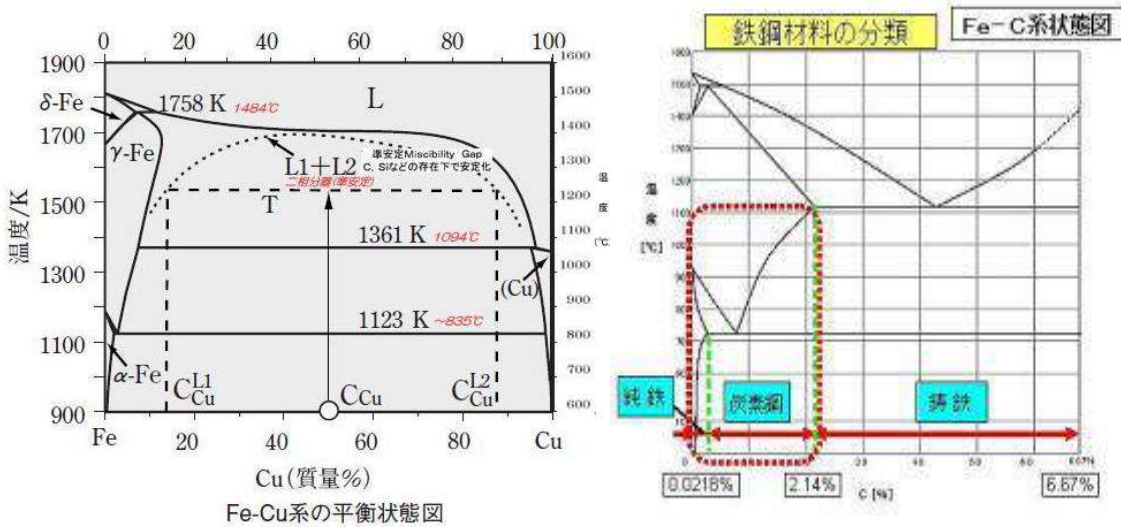 0 20 40 60 80 100
1900
1700
1500
1300
1100
900
温度/K
1600
1500
1400
1300
1200
1100
1000
900
800
700
600
温度
(℃)
L
δ-Fe
1758 K 1484℃
γ-Fe
準安定Miscibility Gap
L1+L2 C, Siなどの存在下で安定化
二相分離(準安定)
T
1361 K 1094℃
(Cu)
1123 K ~835℃
α-Fe
C_Cu^L1
C_Cu
C_Cu^L2
Fe 20 40 60 80 Cu
Cu(質量%)
Fe-Cu系の平衡状態図
鉄鋼材料の分類
Fe-C系状態図
温度
[℃]
純鉄
炭素鋼
鋳鉄
0.0218%
2.14%
6.67%
C [%]